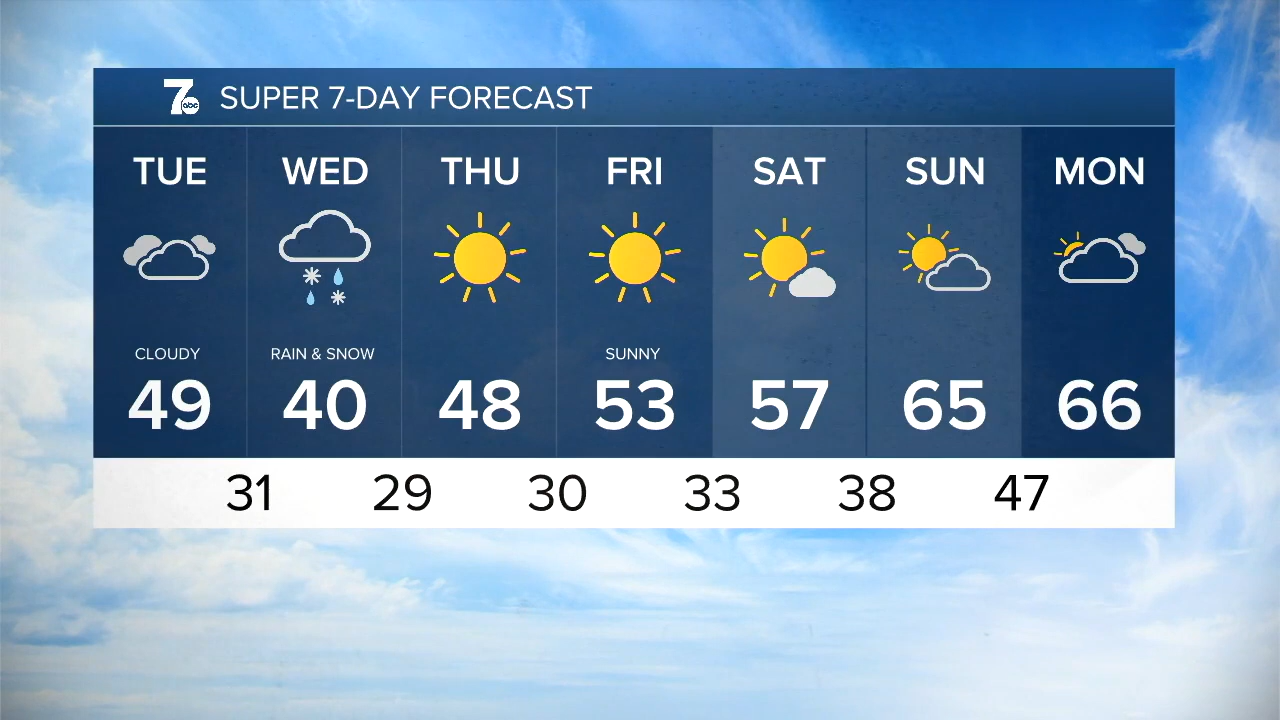 7 abc SUPER 7-DAY FORECAST
TUE WED THU FRI SAT SUN MON
CLOUDY RAIN & SNOW SUNNY
49 40 48 53 57 65 66
31 29 30 33 38 47